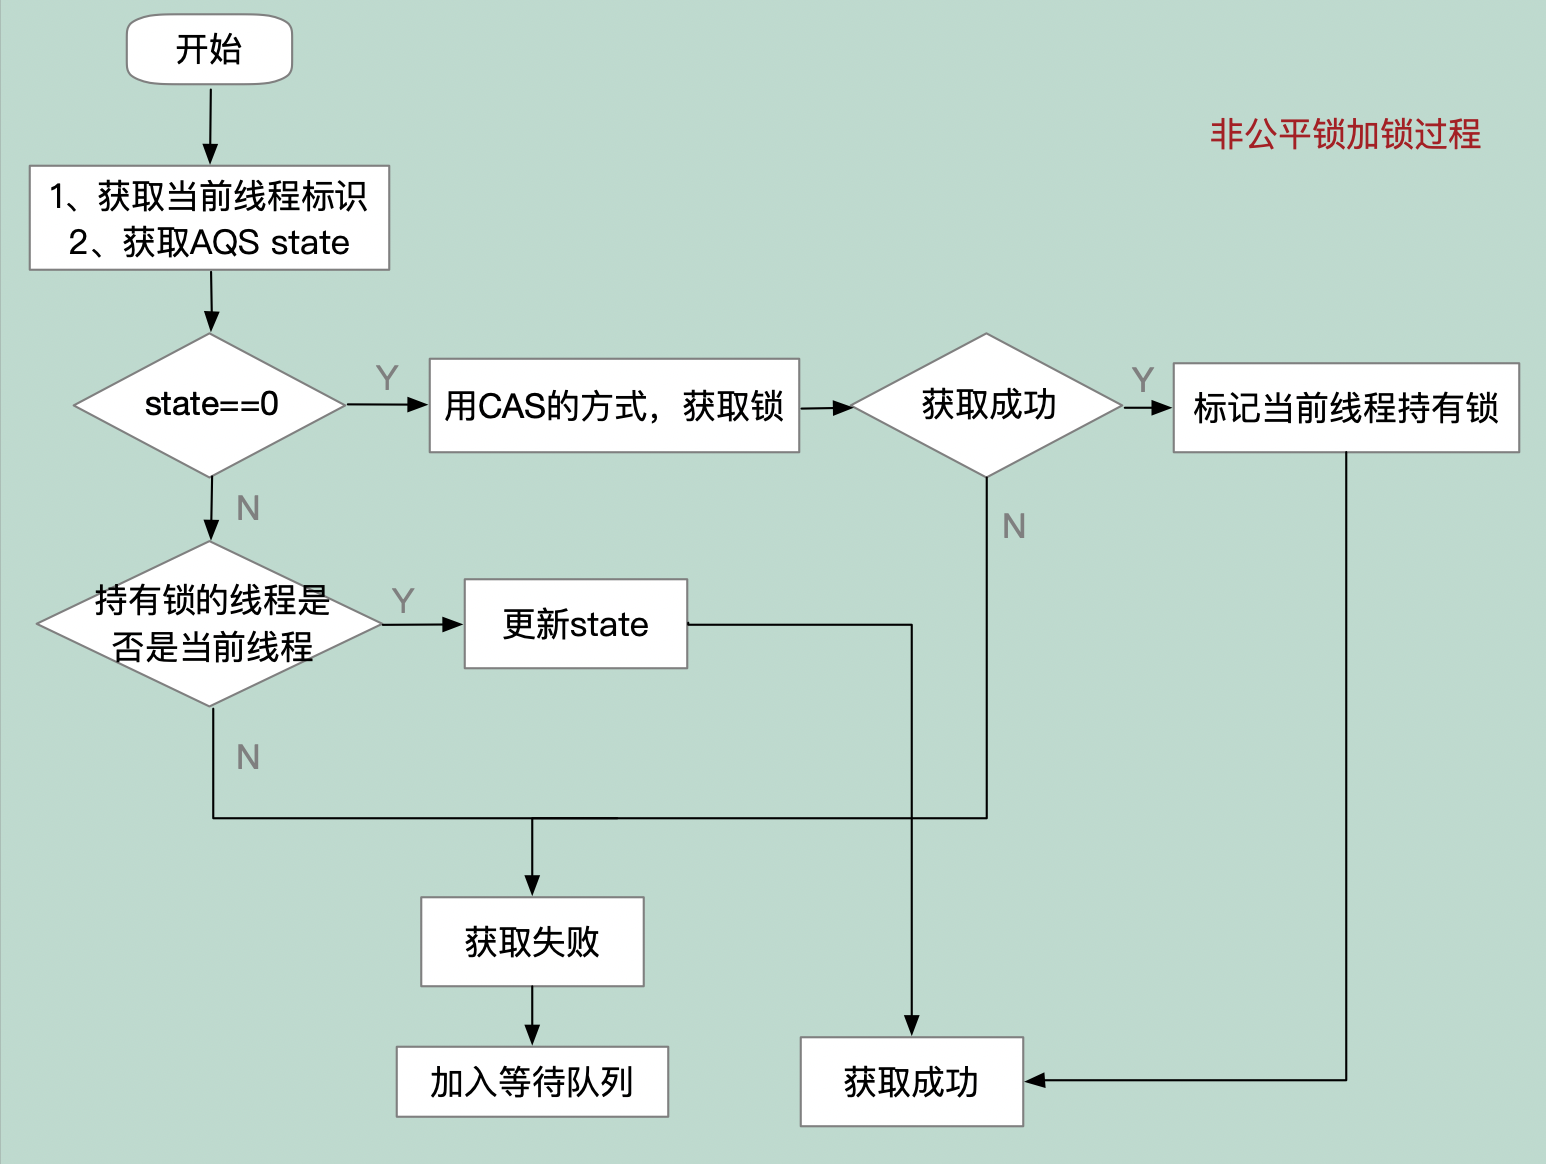 开始
非公平锁加锁过程
1、获取当前线程标识
2、获取AQS state
state==0
Y
用CAS的方式，获取锁
获取成功
Y
标记当前线程持有锁
N
N
持有锁的线程是
否是当前线程
Y
更新state
N
获取失败
加入等待队列
获取成功